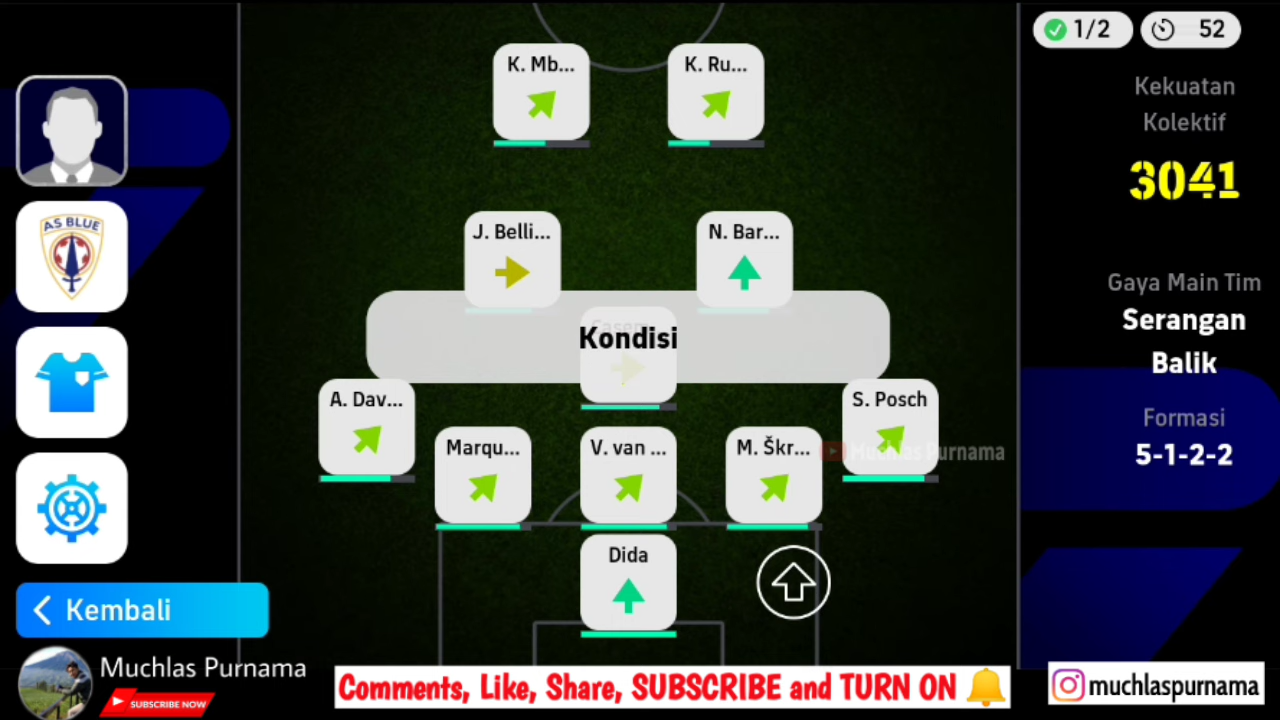 1/2
52
K. Mb...
K. Ru...
Kekuatan
Kolektif
3041
AS BLUE
J. Belli...
N. Bar...
Gaya Main Tim
Serangan
Balik
Kondisi
A. Dav...
S. Posch
Marqu...
V. van ...
M. Škr...
Muchlas Purnama
Formasi
5-1-2-2
Dida
Kembali
Muchlas Purnama
SUBSCRIBE NOW
Comments, Like, Share, SUBSCRIBE and TURN ON
muchlaspurnama